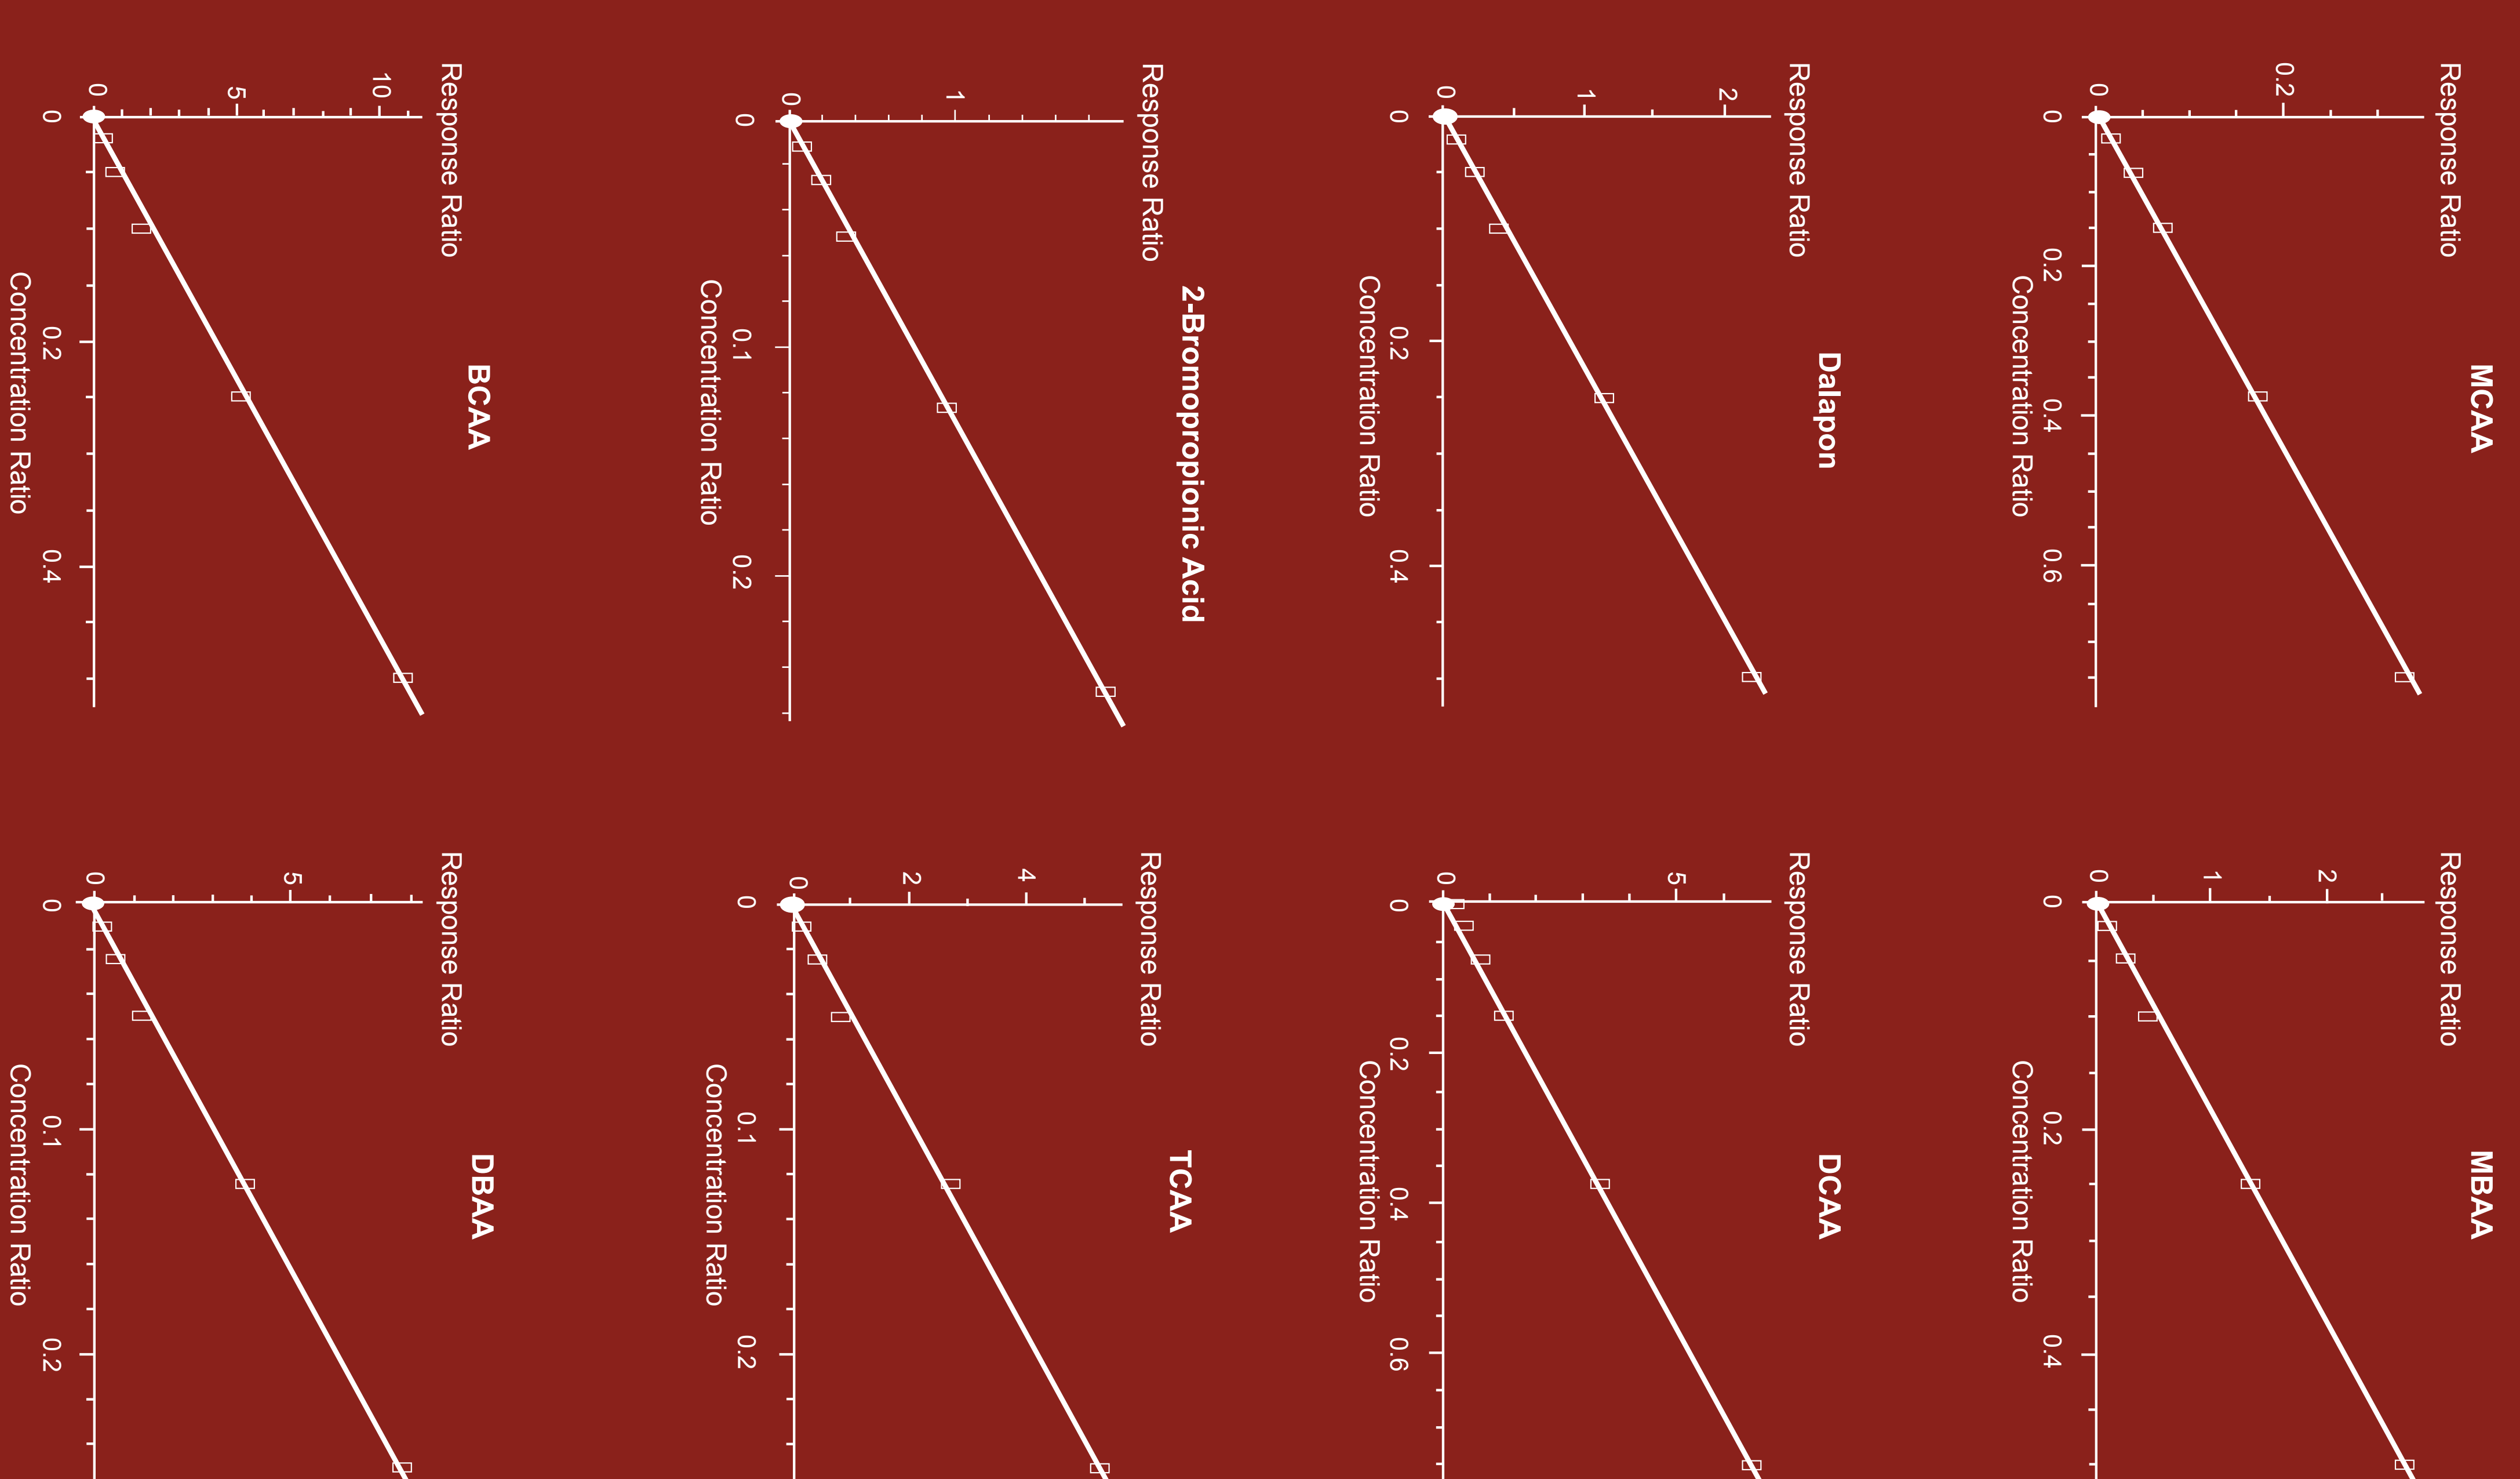 MCAA
Response Ratio
0.2
0
0 0.2 0.4 0.6
Concentration Ratio
MBAA
Response Ratio
2
1
0
0 0.2 0.4
Concentration Ratio
Dalapon
Response Ratio
2
1
0
0 0.2 0.4
Concentration Ratio
DCAA
Response Ratio
5
0
0 0.2 0.4 0.6
Concentration Ratio
2-Bromopropionic Acid
Response Ratio
1
0
0 0.1 0.2
Concentration Ratio
TCAA
Response Ratio
4
2
0
0 0.1 0.2
Concentration Ratio
BCAA
Response Ratio
10
5
0
0 0.2 0.4
Concentration Ratio
DBAA
Response Ratio
5
0
0 0.1 0.2
Concentration Ratio